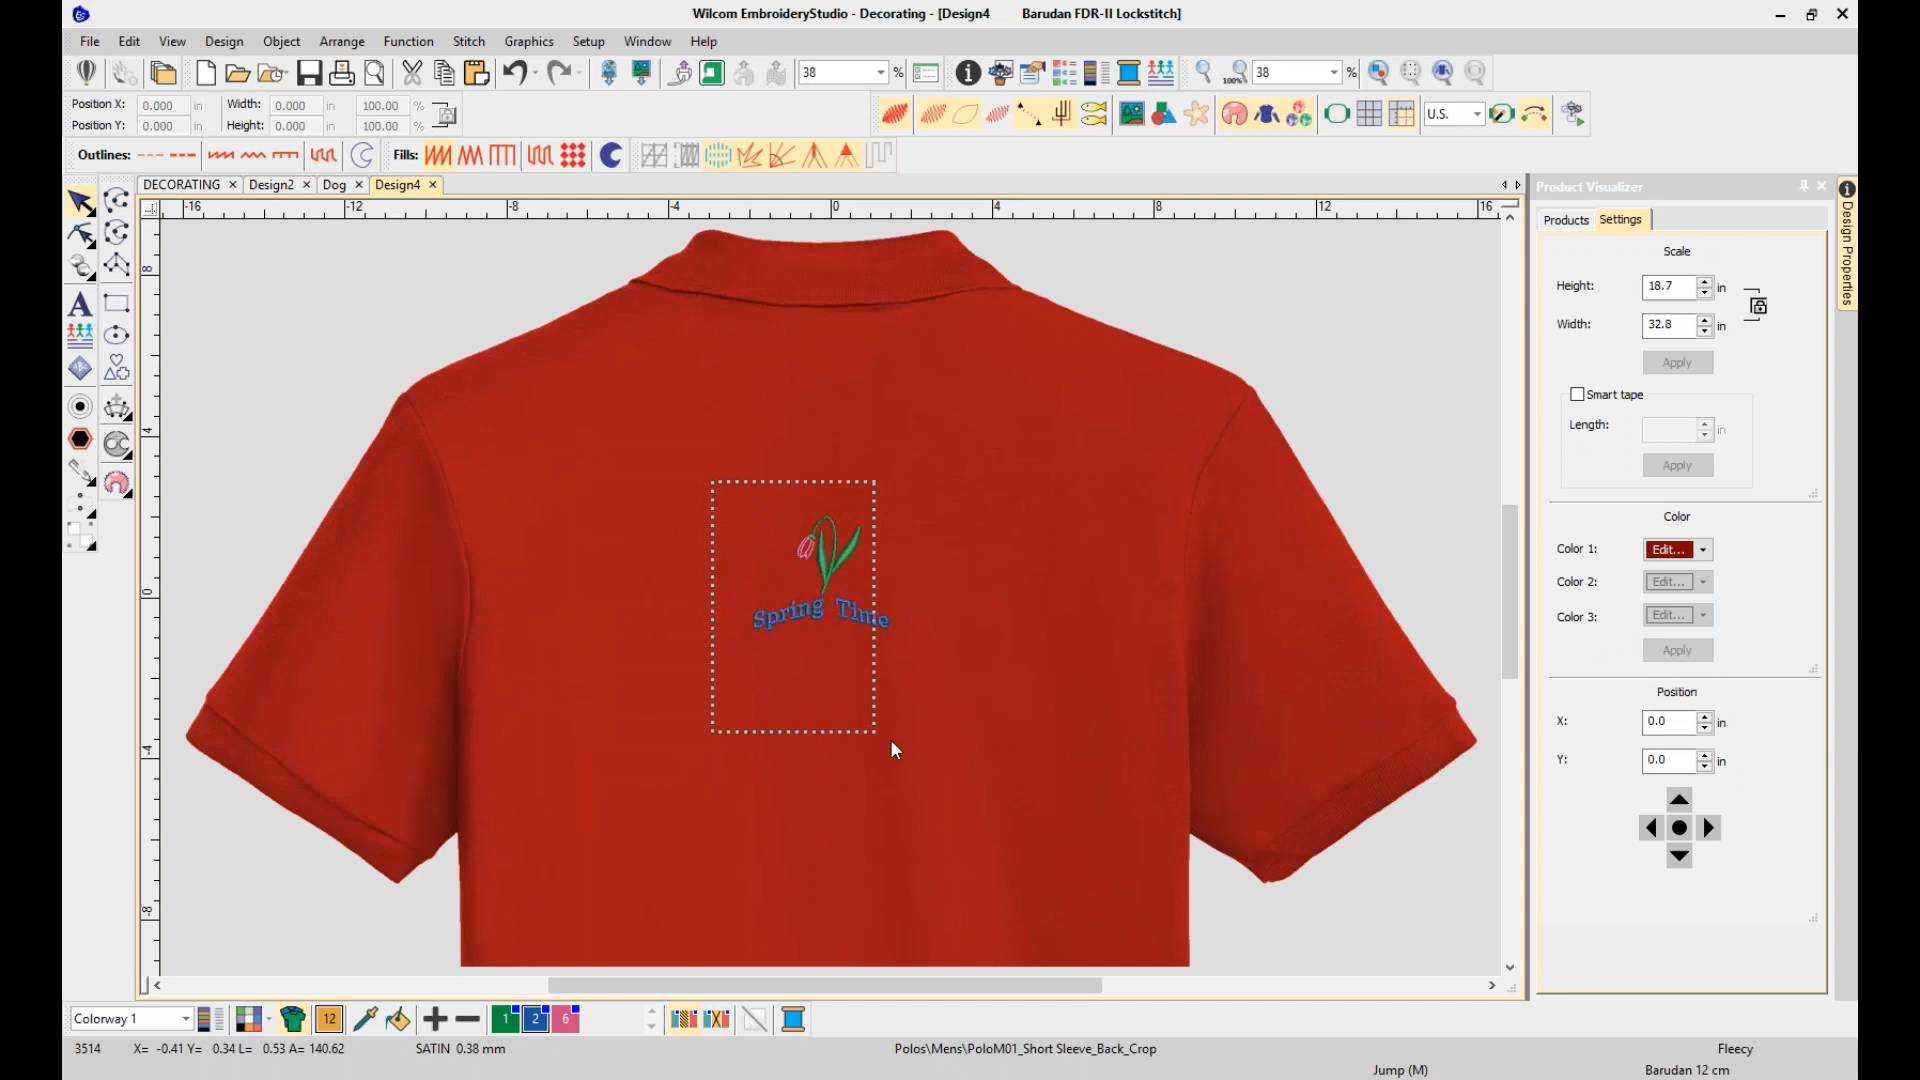 Wilcom EmbroideryStudio - Decorating - [Design4     Barudan FDR-II Lockstitch]
File Edit View Design Object Arrange Function Stitch Graphics Setup Window Help
100% 38 % 38 %
Position X: 0.000 in Width: 0.000 in 100.00 %
Position Y: 0.000 in Height: 0.000 in 100.00 %
U.S.
Outlines: Fills:
DECORATING Design2 Dog Design4
-16 -12 -8 -4 0 4 8 12 16
8
4
0
-4
-8
Spring Time
Product Visualizer
Products Settings
Scale
Height: 18.7 in
Width: 32.8 in
Apply
Smart tape
Length: in
Apply
Color
Color 1: Edit...
Color 2: Edit...
Color 3: Edit...
Apply
Position
X: 0.0 in
Y: 0.0 in
Design Properties
Colorway 1 12 1 2 6
3514 X= -0.41 Y= 0.34 L= 0.53 A= 140.62 SATIN 0.38 mm Polos\Mens\PoloM01_Short Sleeve_Back_Crop Fleecy
Jump (M) Barudan 12 cm